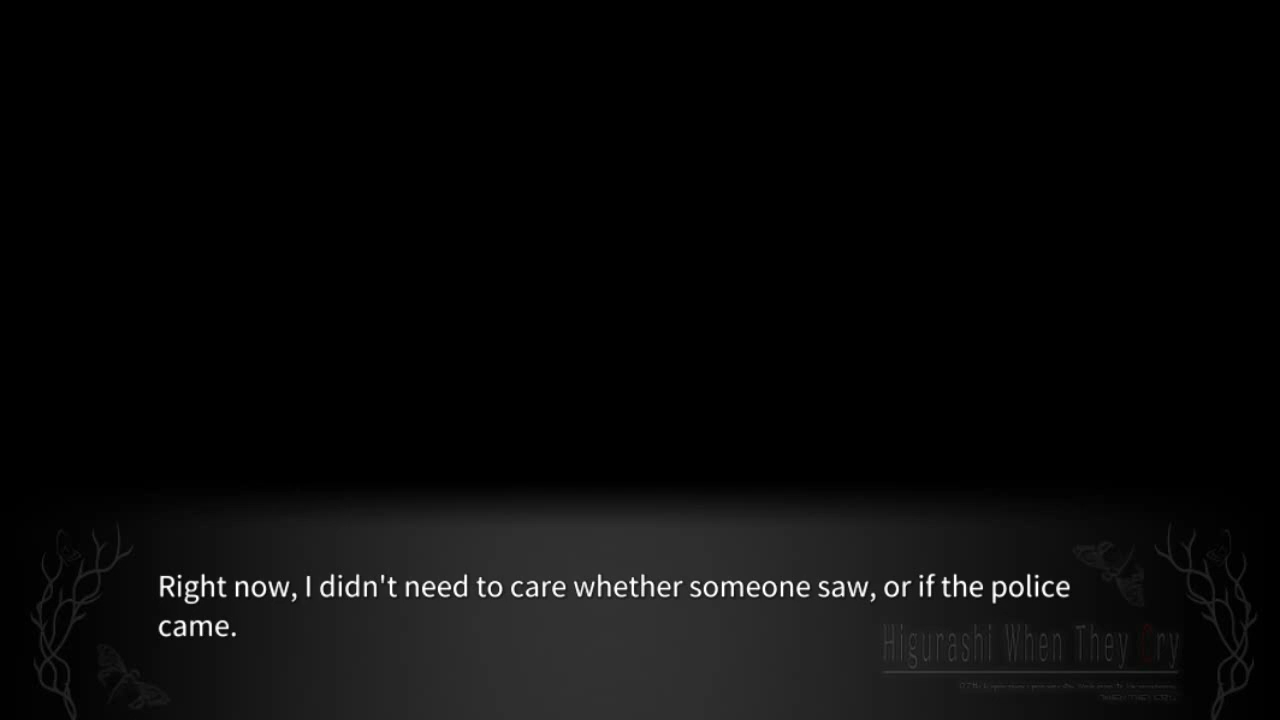 Right now, I didn't need to care whether someone saw, or if the police
came.
Higurashi When They Cry